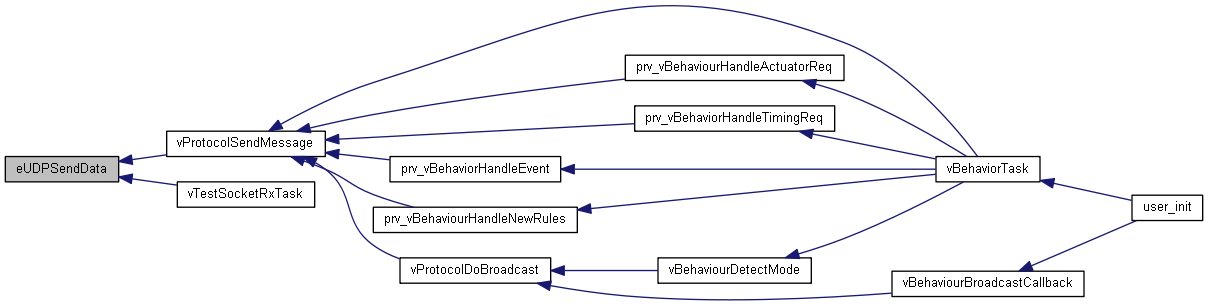 eUDPSendData
vProtocolSendMessage
vTestSocketRxTask
prv_vBehaviourHandleActuatorReq
prv_vBehaviorHandleTimingReq
prv_vBehaviorHandleEvent
prv_vBehaviourHandleNewRules
vProtocolDoBroadcast
vBehaviourDetectMode
vBehaviorTask
vBehaviourBroadcastCallback
user_init